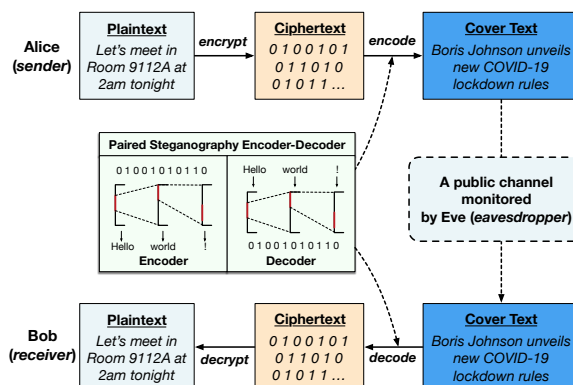 Alice
(sender)
Plaintext
Let's meet in
Room 9112A at
2am tonight
encrypt
Ciphertext
0 1 0 0 1 0 1
0 1 1 0 1 0
0 1 0 1 1 ...
encode
Cover Text
Boris Johnson unveils
new COVID-19
lockdown rules
Paired Steganography Encoder-Decoder
0 1 0 0 1 0 1 0 1 1 0
Hello world !
Encoder
Hello world !
0 1 0 0 1 0 1 0 1 1 0
Decoder
A public channel
monitored
by Eve (eavesdropper)
Bob
(receiver)
Plaintext
Let's meet in
Room 9112A at
2am tonight
decrypt
Ciphertext
0 1 0 0 1 0 1
0 1 1 0 1 0
0 1 0 1 1 ...
decode
Cover Text
Boris Johnson unveils
new COVID-19
lockdown rules